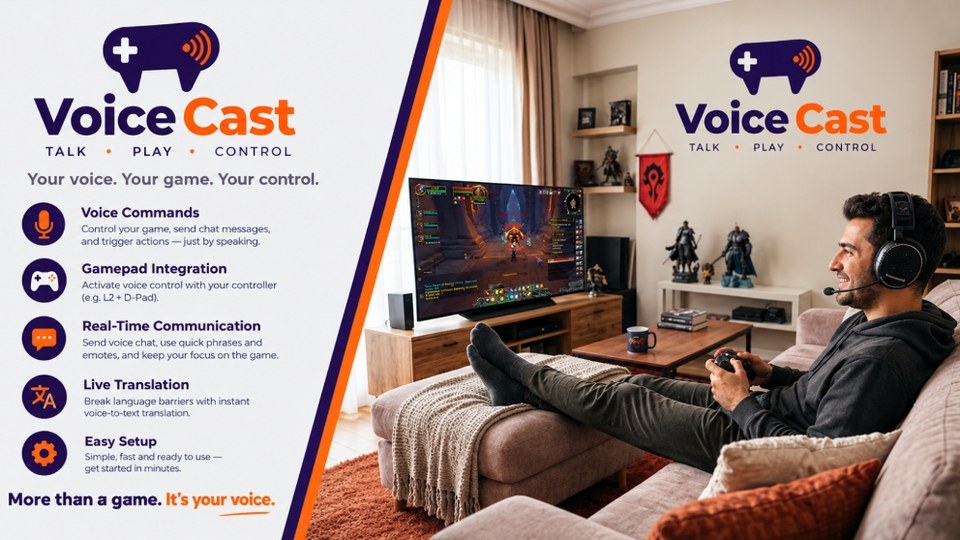 Voice Cast
TALK • PLAY • CONTROL
Your voice. Your game. Your control.
Voice Commands
Control your game, send chat messages,
and trigger actions — just by speaking.
Gamepad Integration
Activate voice control with your controller
(e.g. L2 + D-Pad).
Real-Time Communication
Send voice chat, use quick phrases and
emotes, and keep your focus on the game.
Live Translation
Break language barriers with instant
voice-to-text translation.
Easy Setup
Simple, fast and ready to use —
get started in minutes.
More than a game. It's your voice.
Voice Cast
TALK • PLAY • CONTROL